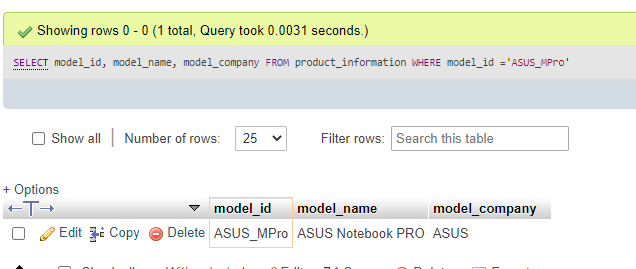 Showing rows 0 - 0 (1 total, Query took 0.0031 seconds.)
SELECT model_id, model_name, model_company FROM product_information WHERE model_id ='ASUS_MPro'
Show all | Number of rows: 25 Filter rows: Search this table
+ Options
model_id model_name model_company
Edit Copy Delete ASUS_MPro ASUS Notebook PRO ASUS